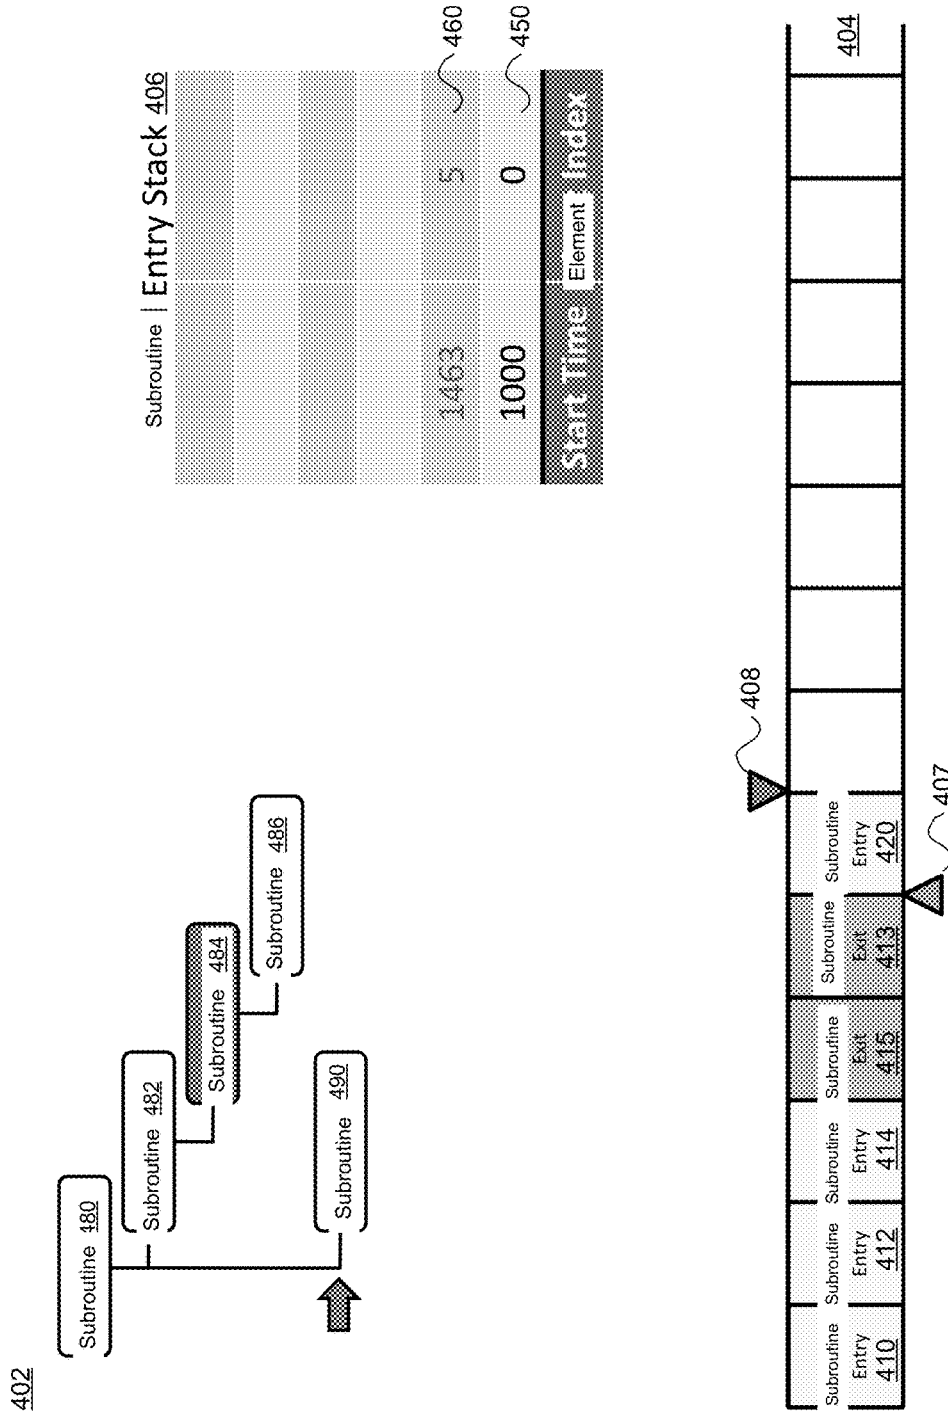 402
Subroutine 480
Subroutine 482
Subroutine 484
Subroutine 486
Subroutine 490
Subroutine | Entry Stack 406
1463 5
460
1000 0
450
Start Time Element Index
408
Subroutine Entry 410
Subroutine Entry 412
Subroutine Entry 414
Subroutine Exit 415
Subroutine Exit 413
Subroutine Entry 420
404
407